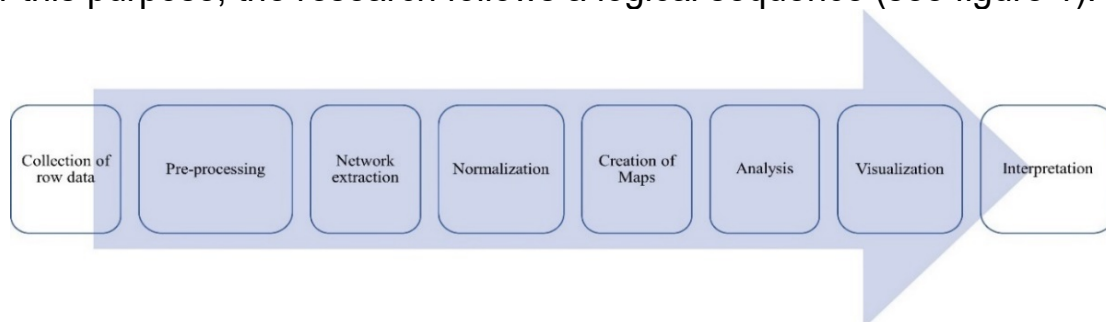 this purpose, the research follows a logical sequence (see figure 1).
Collection of
row data
Pre-processing
Network
extraction
Normalization
Creation of
Maps
Analysis
Visualization
Interpretation